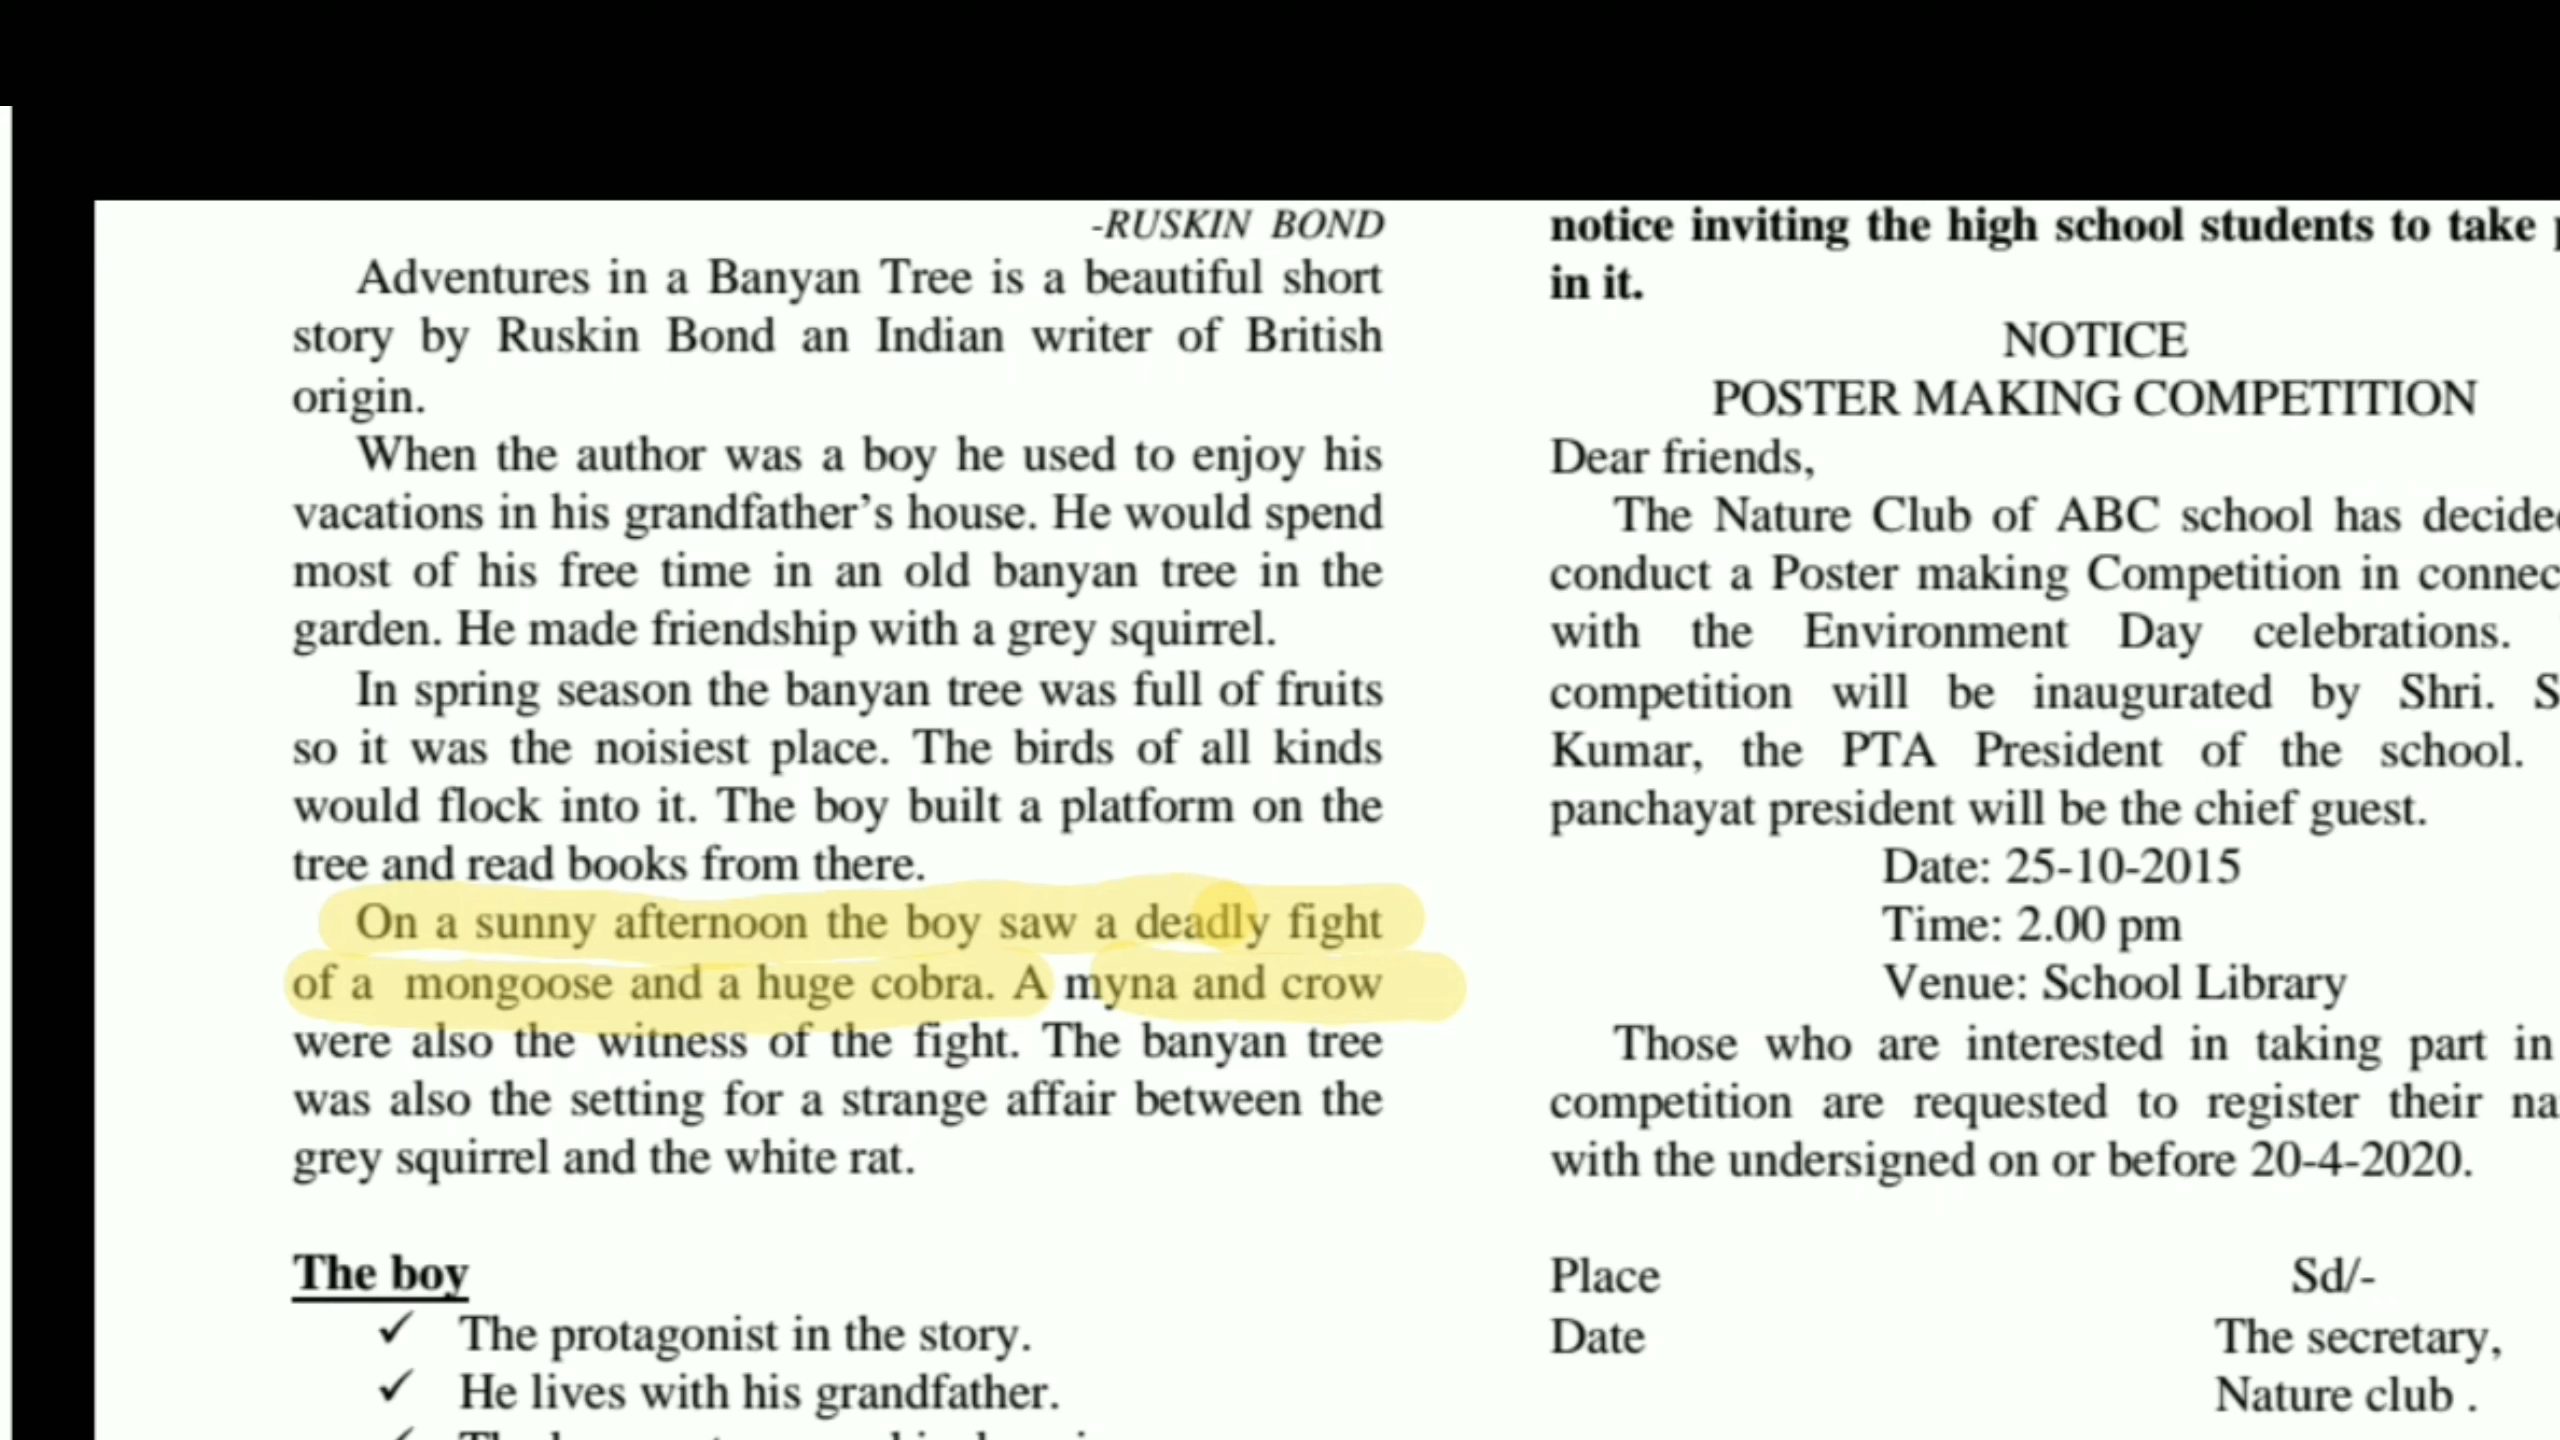 -RUSKIN BOND
Adventures in a Banyan Tree is a beautiful short
story by Ruskin Bond an Indian writer of British
origin.
When the author was a boy he used to enjoy his
vacations in his grandfather’s house. He would spend
most of his free time in an old banyan tree in the
garden. He made friendship with a grey squirrel.
In spring season the banyan tree was full of fruits
so it was the noisiest place. The birds of all kinds
would flock into it. The boy built a platform on the
tree and read books from there.
On a sunny afternoon the boy saw a deadly fight
of a mongoose and a huge cobra. A myna and crow
were also the witness of the fight. The banyan tree
was also the setting for a strange affair between the
grey squirrel and the white rat.
The boy
✓ The protagonist in the story.
✓ He lives with his grandfather.
notice inviting the high school students to take
in it.
NOTICE
POSTER MAKING COMPETITION
Dear friends,
The Nature Club of ABC school has
conduct a Poster making Competition in
with the Environment Day celebrations.
competition will be inaugurated by Shri.
Kumar, the PTA President of the school.
panchayat president will be the chief guest.
Date: 25-10-2015
Time: 2.00 pm
Venue: School Library
Those who are interested in taking part in
competition are requested to register their
with the undersigned on or before 20-4-2020.
Place Sd/-
Date The secretary,
Nature club .